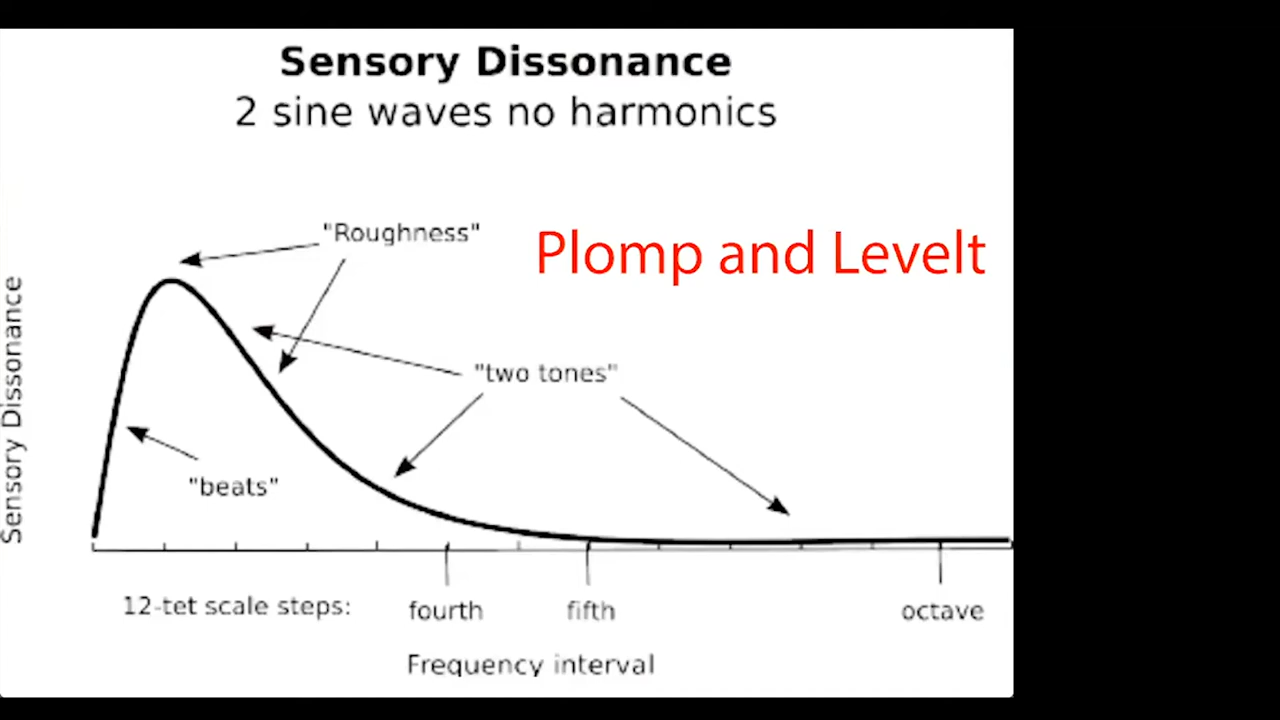 Sensory Dissonance
2 sine waves no harmonics
"Roughness"
Plomp and Levelt
"two tones"
"beats"
Sensory Dissonance
12-tet scale steps:
fourth
fifth
octave
Frequency interval